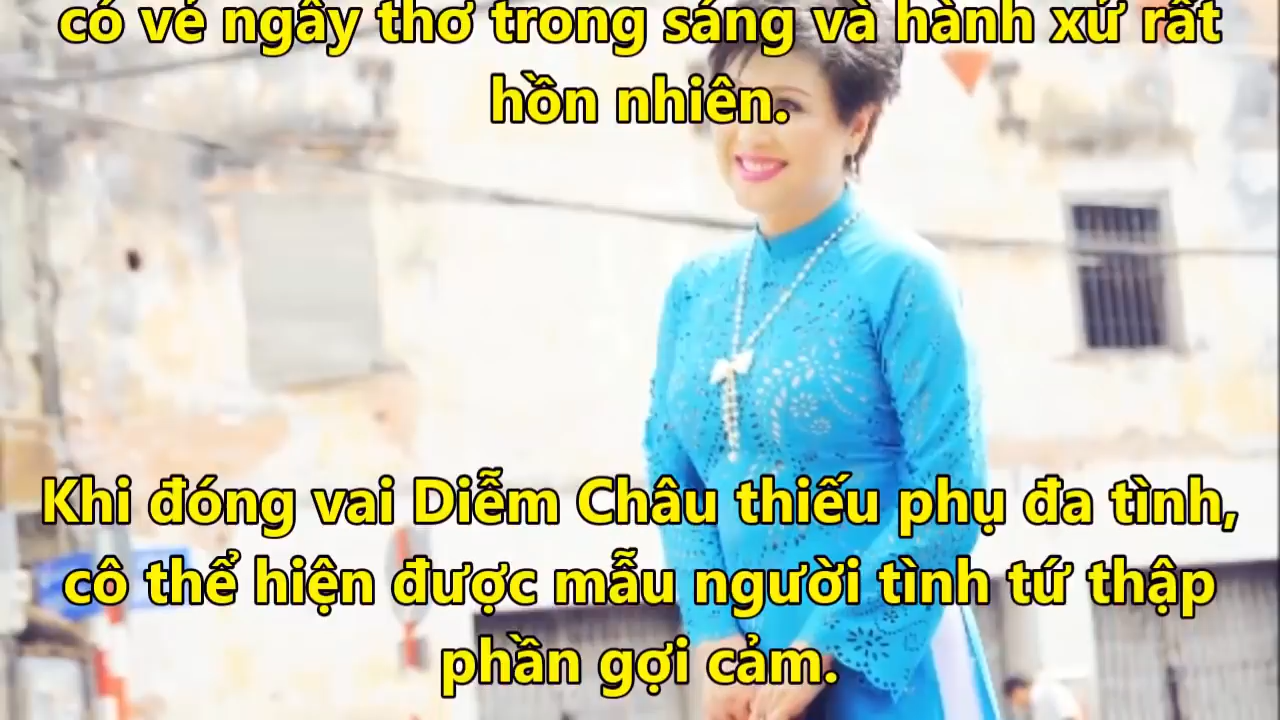 có vẻ ngây thơ trong sáng và hành xử rất
hồn nhiên.
Khi đóng vai Diễm Châu thiếu phụ đa tình,
cô thể hiện được mẫu người tình tứ thập
phần gợi cảm.